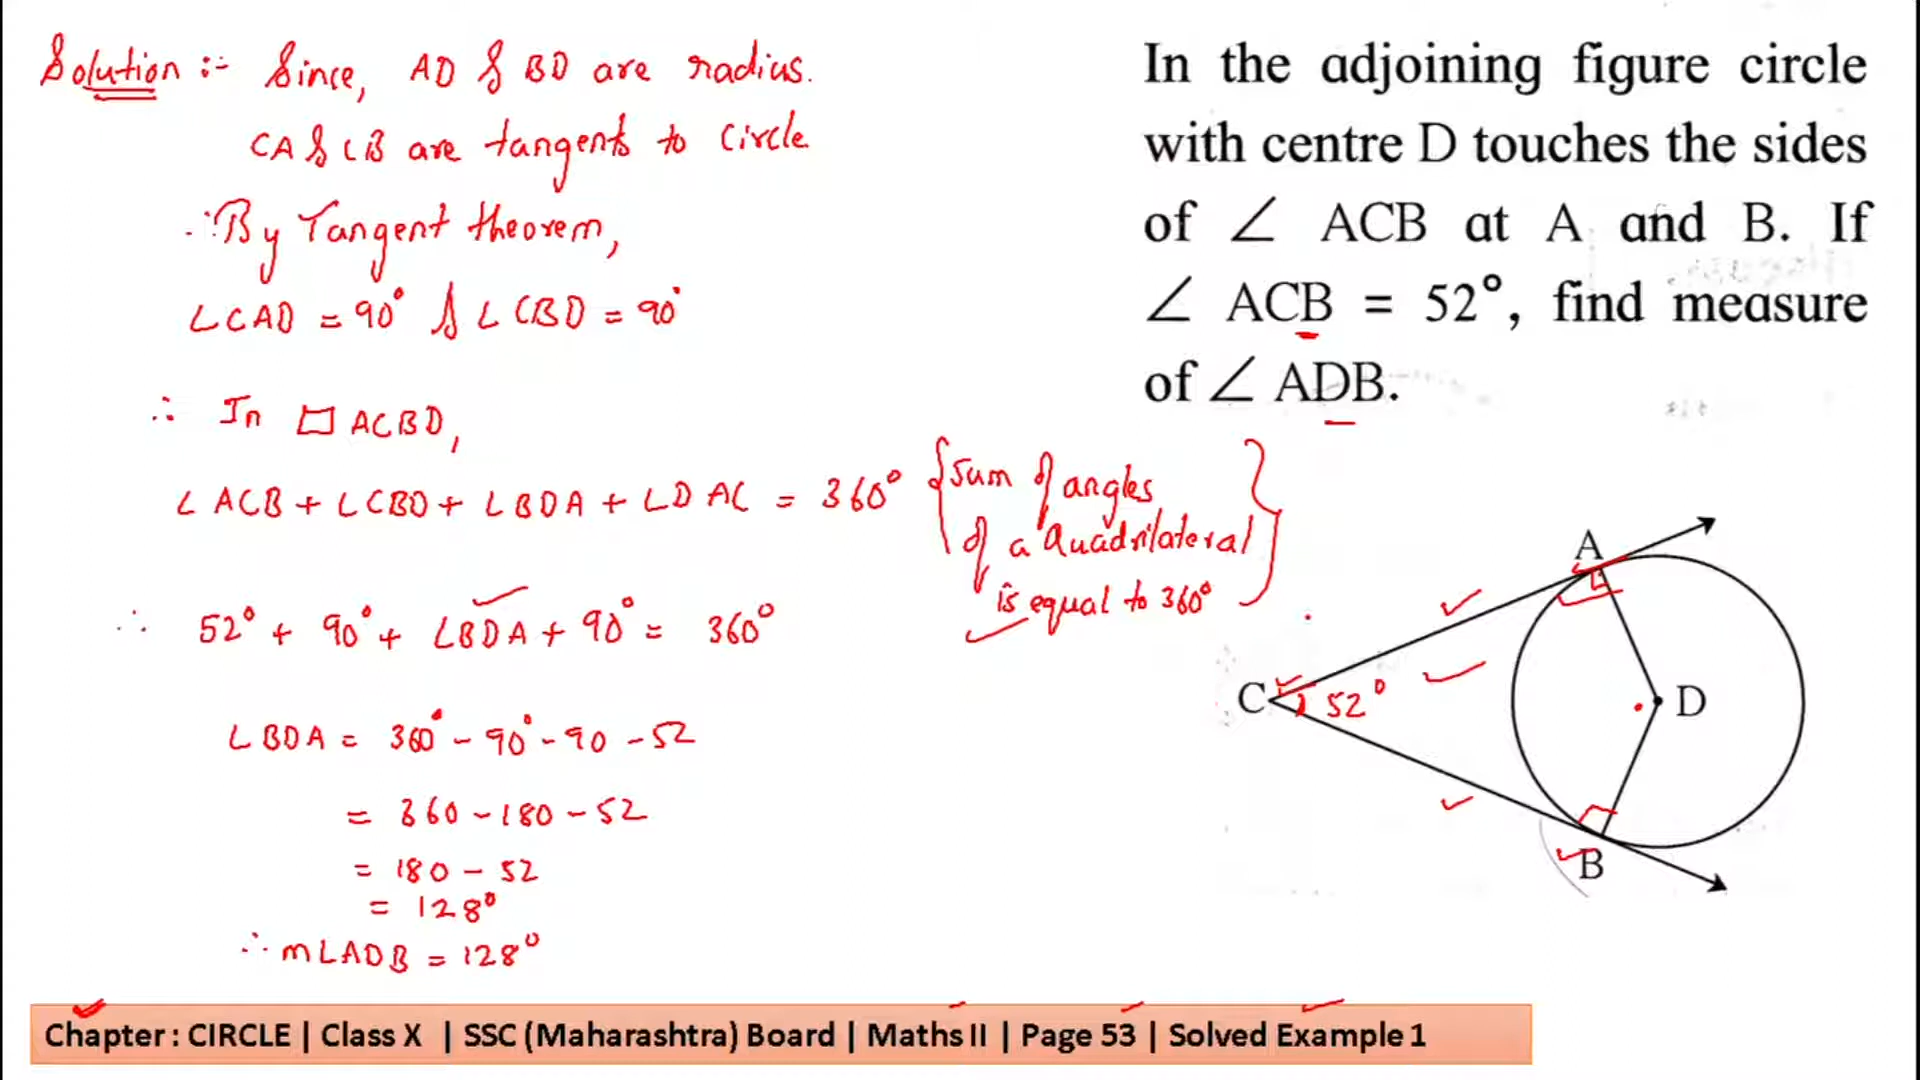 Solution :- Since, AD & BD are radius.
CA & CB are tangents to circle
∴ By Tangent theorem,
∠CAD = 90° & ∠CBD = 90°
∴ In □ ACBD,
∠ACB + ∠CBD + ∠BDA + ∠DAC = 360° {Sum of angles
of a Quadrilateral
is equal to 360°}
∴ 52° + 90° + ∠BDA + 90° = 360°
∠BDA = 360° - 90° - 90 - 52
= 360 - 180 - 52
= 180 - 52
= 128°
∴ m∠ADB = 128°
In the adjoining figure circle
with centre D touches the sides
of ∠ ACB at A and B. If
∠ ACB = 52°, find measure
of ∠ ADB.
A
C
52°
D
B
Chapter : CIRCLE | Class X | SSC (Maharashtra) Board | Maths II | Page 53 | Solved Example 1